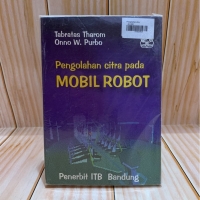 Tabratas Tharom
Onno W. Purbo
Pengolahan citra pada
MOBIL ROBOT
Penerbit ITB Bandung